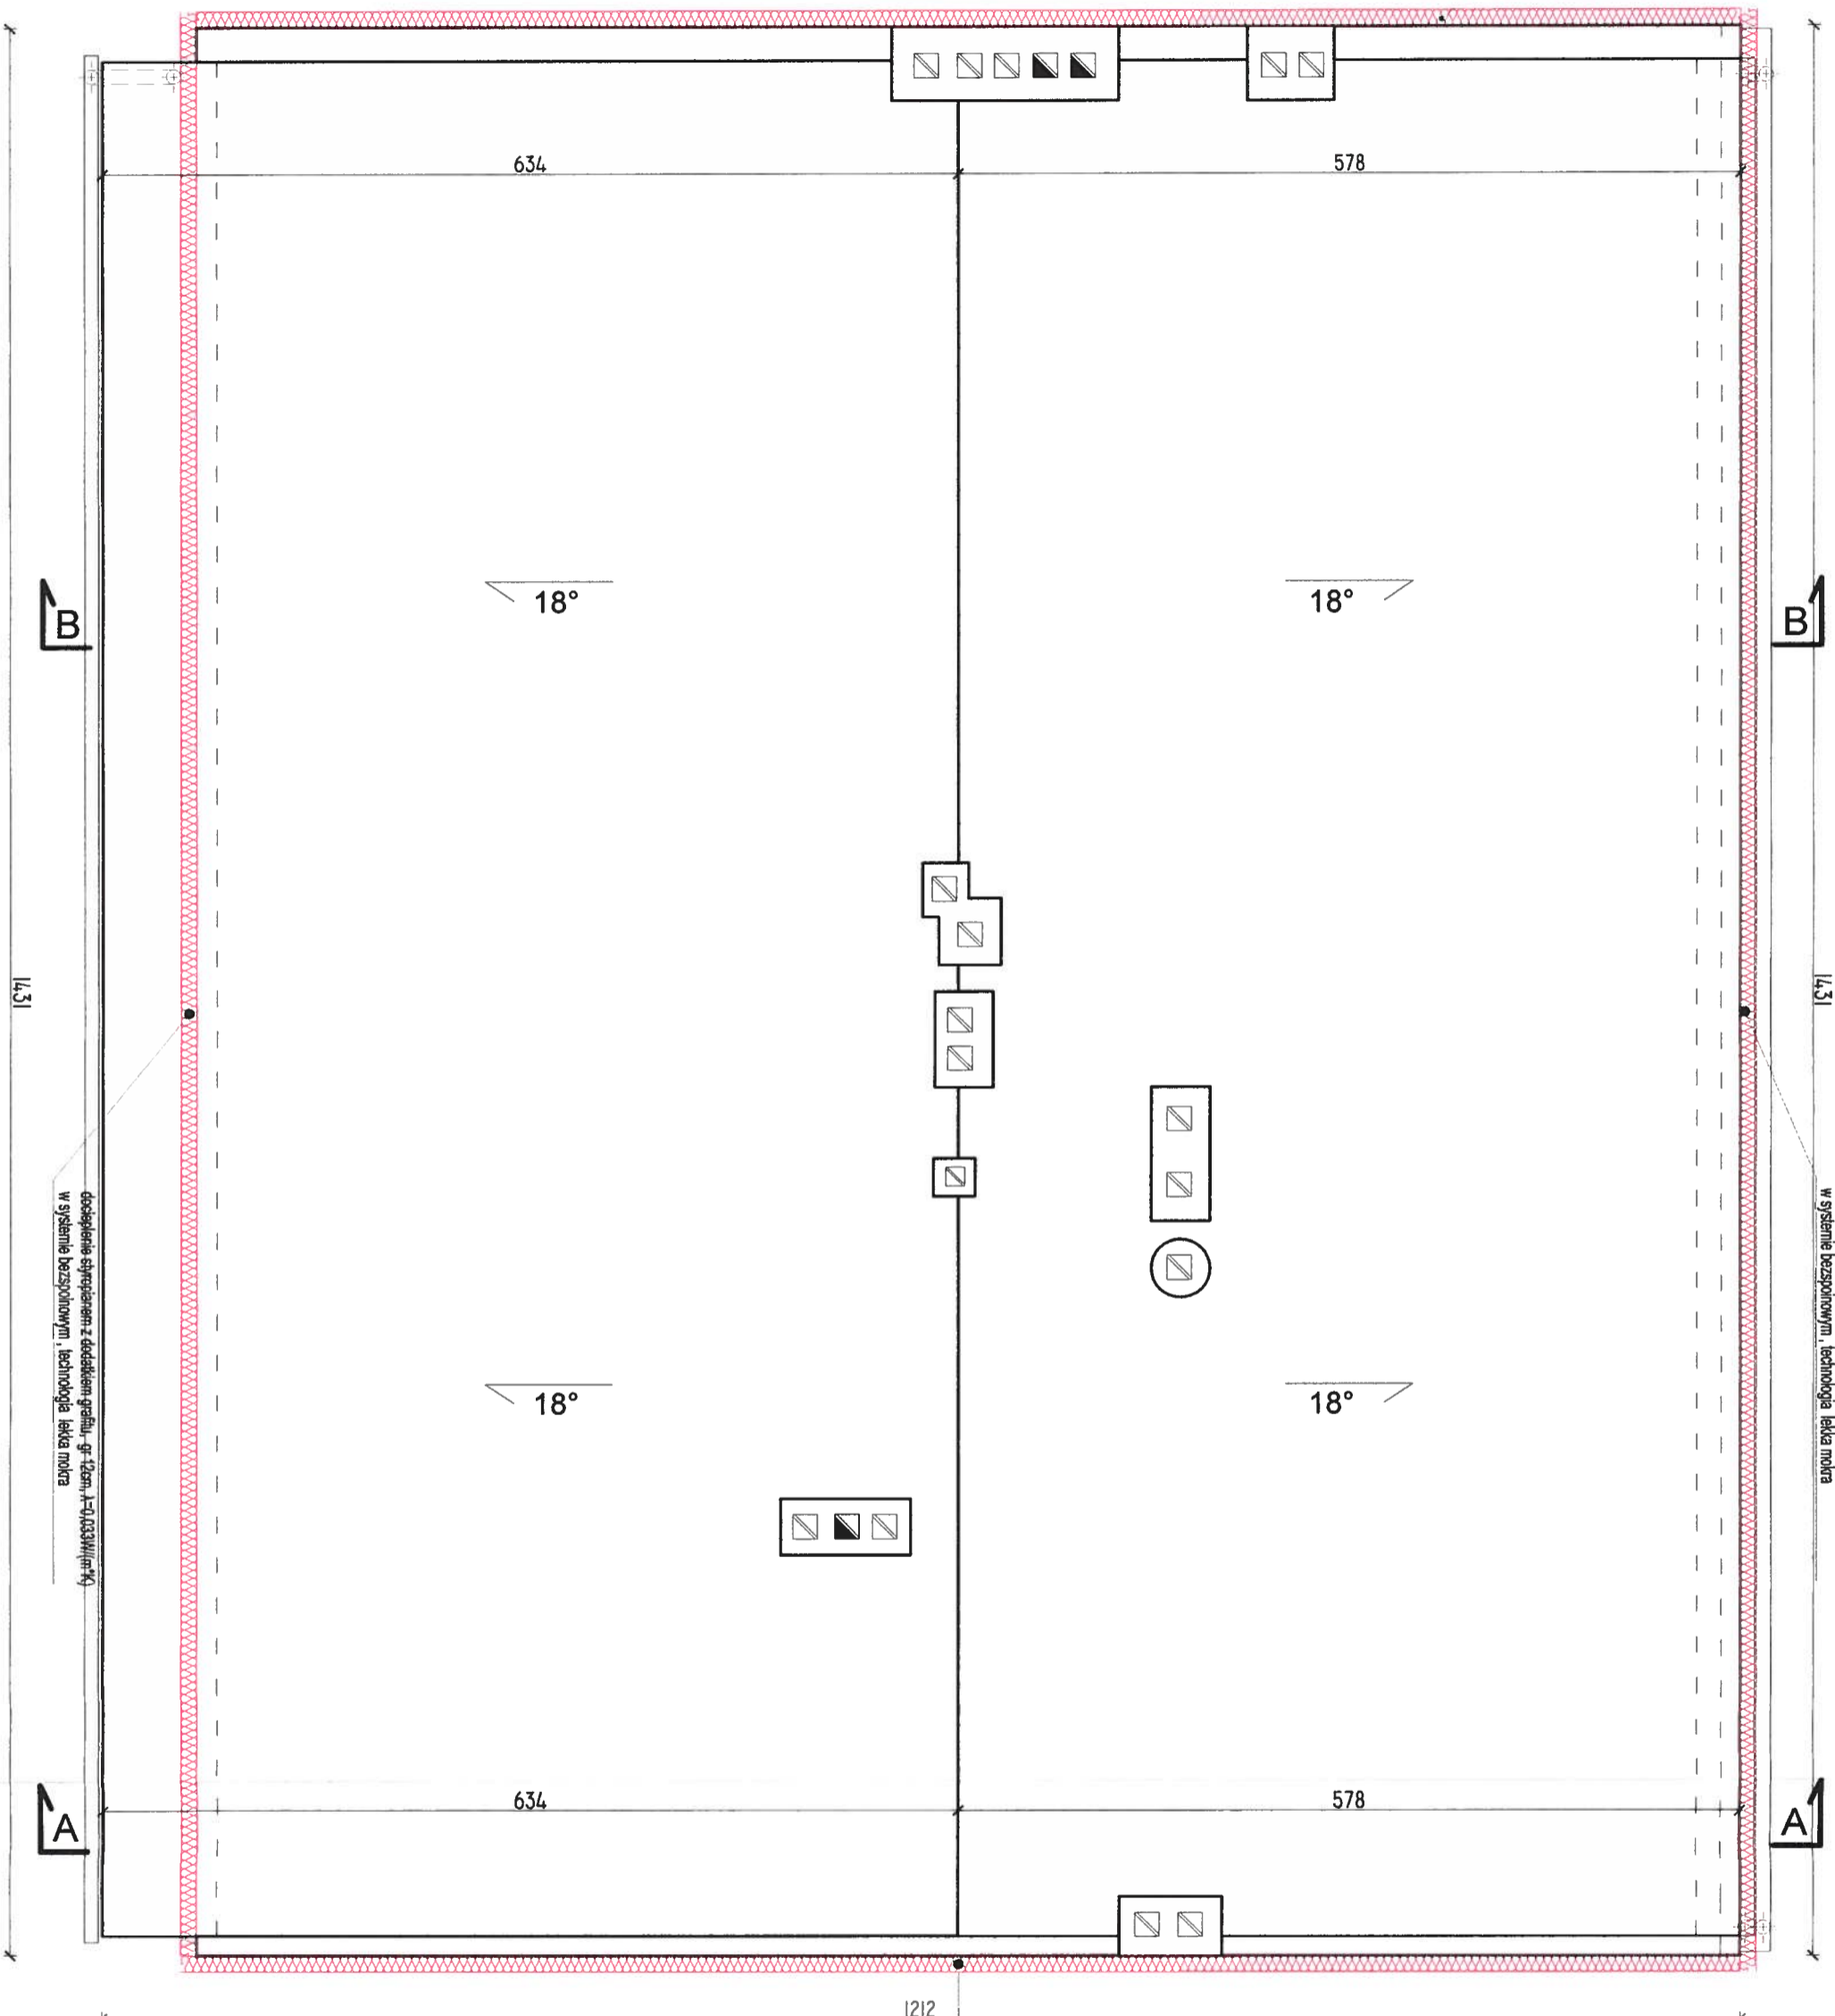 634
578
18°
18°
B
B
1431
1431
docieplenie styropianem z dodatkiem grafitu, gr 12cm, λ=0,033W/(m*K)
w systemie bezspoinowym , technologia lekka mokra
w systemie bezspoinowym , technologia lekka mokra
18°
18°
634
578
A
A
1212